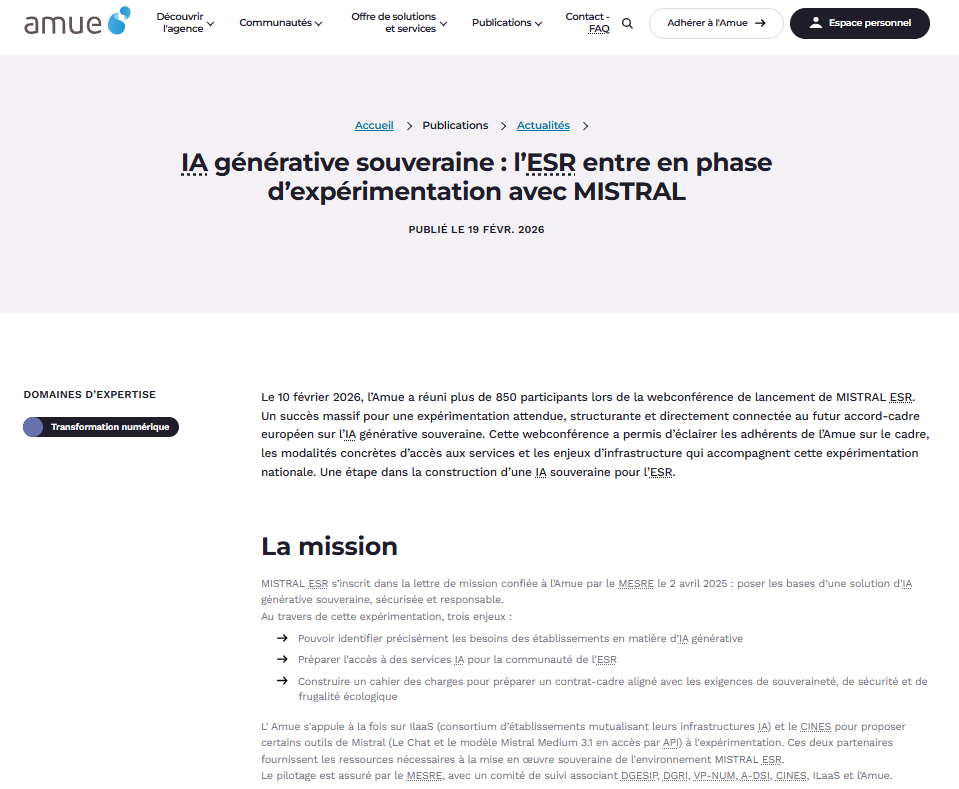 amue
Découvrir
l'agence
Communautés
Offre de solutions
et services
Publications
Contact -
FAQ
Adhérer à l'Amue
Espace personnel
Accueil > Publications > Actualités >
IA générative souveraine : l’ESR entre en phase
d’expérimentation avec MISTRAL
PUBLIÉ LE 19 FÉVR. 2026
DOMAINES D’EXPERTISE
Transformation numérique
Le 10 février 2026, l’Amue a réuni plus de 850 participants lors de la webconférence de lancement de MISTRAL ESR.
Un succès massif pour une expérimentation attendue, structurante et directement connectée au futur accord-cadre
européen sur l’IA générative souveraine. Cette webconférence a permis d’éclairer les adhérents de l’Amue sur le cadre,
les modalités concrètes d’accès aux services et les enjeux d’infrastructure qui accompagnent cette expérimentation
nationale. Une étape dans la construction d’une IA souveraine pour l’ESR.
La mission
MISTRAL ESR s’inscrit dans la lettre de mission confiée à l’Amue par le MESRE le 2 avril 2025 : poser les bases d’une solution d’IA
générative souveraine, sécurisée et responsable.
Au travers de cette expérimentation, trois enjeux :
→ Pouvoir identifier précisément les besoins des établissements en matière d’IA générative
→ Préparer l’accès à des services IA pour la communauté de l’ESR
→ Construire un cahier des charges pour préparer un contrat-cadre aligné avec les exigences de souveraineté, de sécurité et de
frugalité écologique
L' Amue s’appuie à la fois sur IlaaS (consortium d’établissements mutualisant leurs infrastructures IA) et le CINES pour proposer
certains outils de Mistral (Le Chat et le modèle Mistral Medium 3.1 en accès par API) à l’expérimentation. Ces deux partenaires
fournissent les ressources nécessaires à la mise en œuvre souveraine de l’environnement MISTRAL ESR.
Le pilotage est assuré par le MESRE, avec un comité de suivi associant DGESIP, DGRI, VP-NUM, A-DSI, CINES, ILaaS et l’Amue.